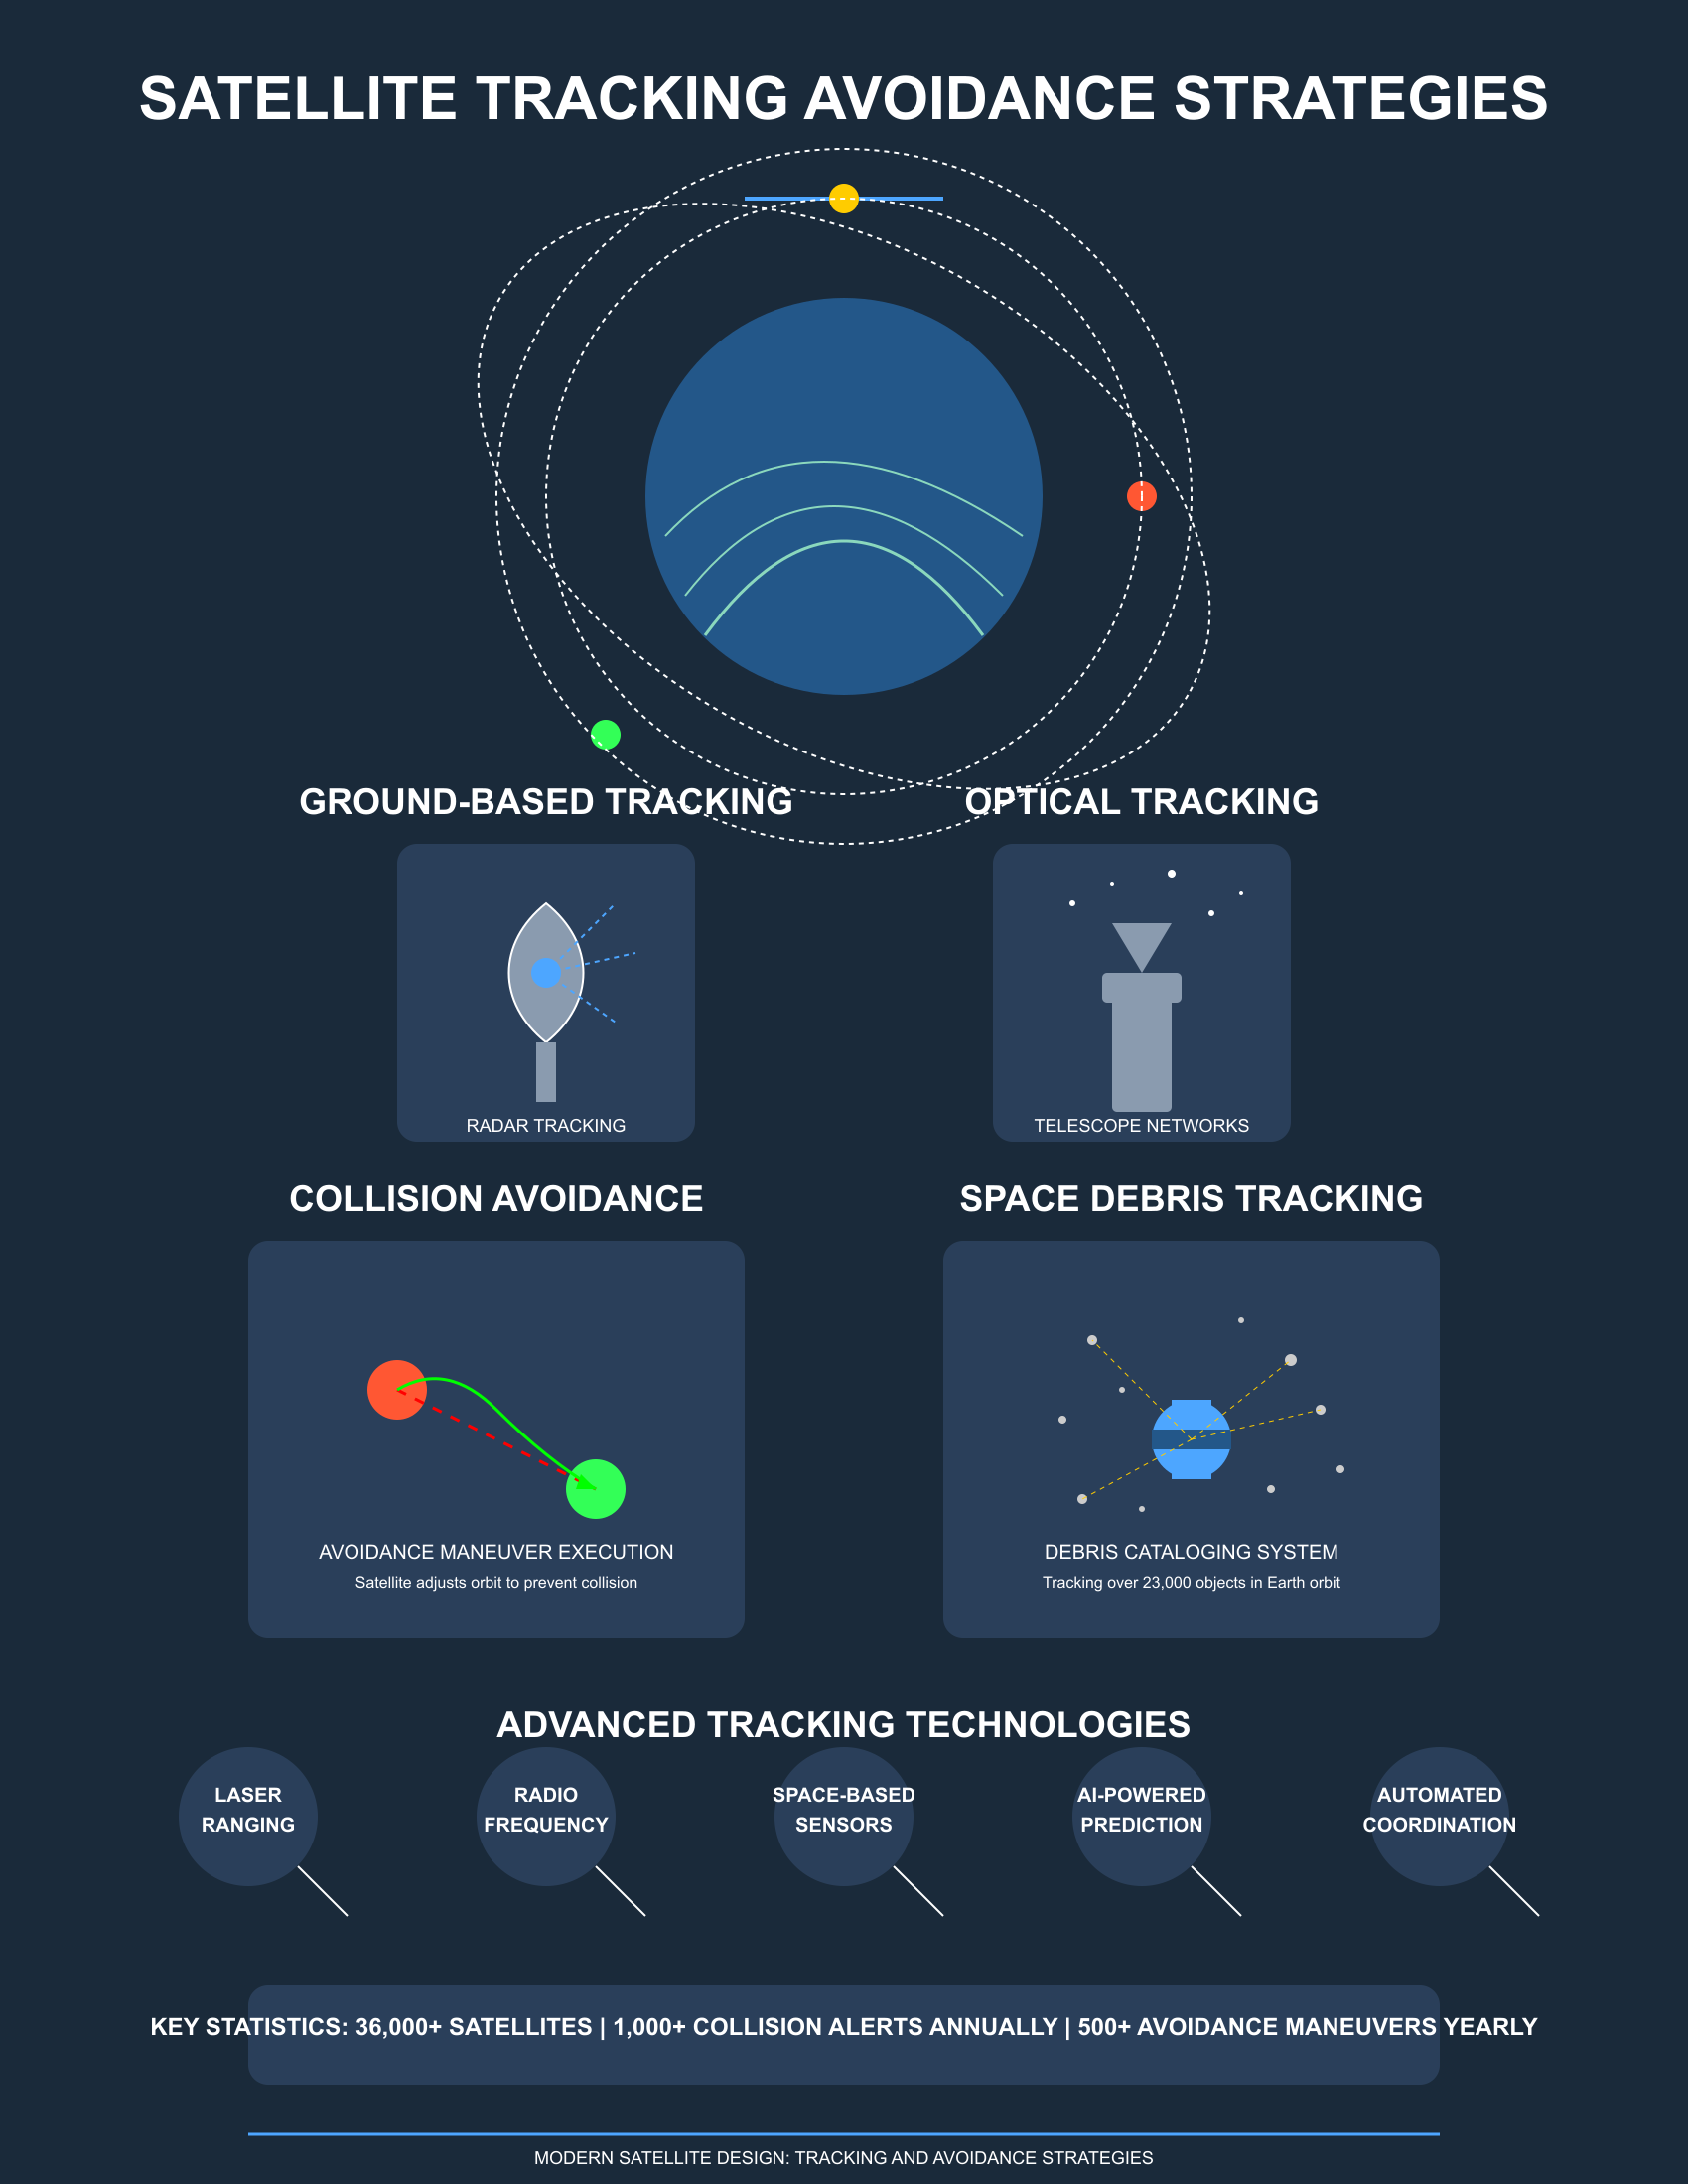 SATELLITE TRACKING AVOIDANCE STRATEGIES
GROUND-BASED TRACKING
OPTICAL TRACKING
RADAR TRACKING
TELESCOPE NETWORKS
COLLISION AVOIDANCE
SPACE DEBRIS TRACKING
AVOIDANCE MANEUVER EXECUTION
Satellite adjusts orbit to prevent collision
DEBRIS CATALOGING SYSTEM
Tracking over 23,000 objects in Earth orbit
ADVANCED TRACKING TECHNOLOGIES
LASER
RANGING
RADIO
FREQUENCY
SPACE-BASED
SENSORS
AI-POWERED
PREDICTION
AUTOMATED
COORDINATION
KEY STATISTICS: 36,000+ SATELLITES | 1,000+ COLLISION ALERTS ANNUALLY | 500+ AVOIDANCE MANEUVERS YEARLY
MODERN SATELLITE DESIGN: TRACKING AND AVOIDANCE STRATEGIES